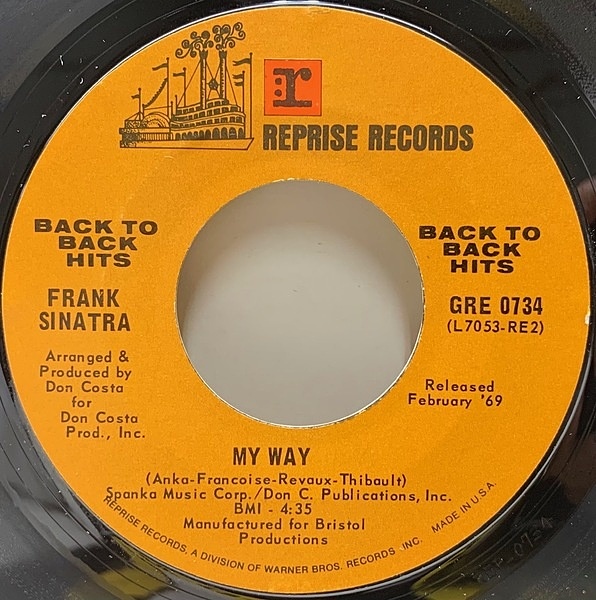 r
REPRISE RECORDS
BACK TO
BACK
HITS
FRANK
SINATRA
Arranged &
Produced by
Don Costa
for
Don Costa
Prod., Inc.
BACK TO
BACK
HITS
GRE 0734
(L7053-RE2)
Released
February '69
MY WAY
(Anka-Francoise-Revaux-Thibault)
Spanka Music Corp./Don C. Publications, Inc.
BMI - 4:35
Manufactured for Bristol
Productions
REPRISE RECORDS, A DIVISION OF WARNER BROS. RECORDS INC. MADE IN U.S.A.